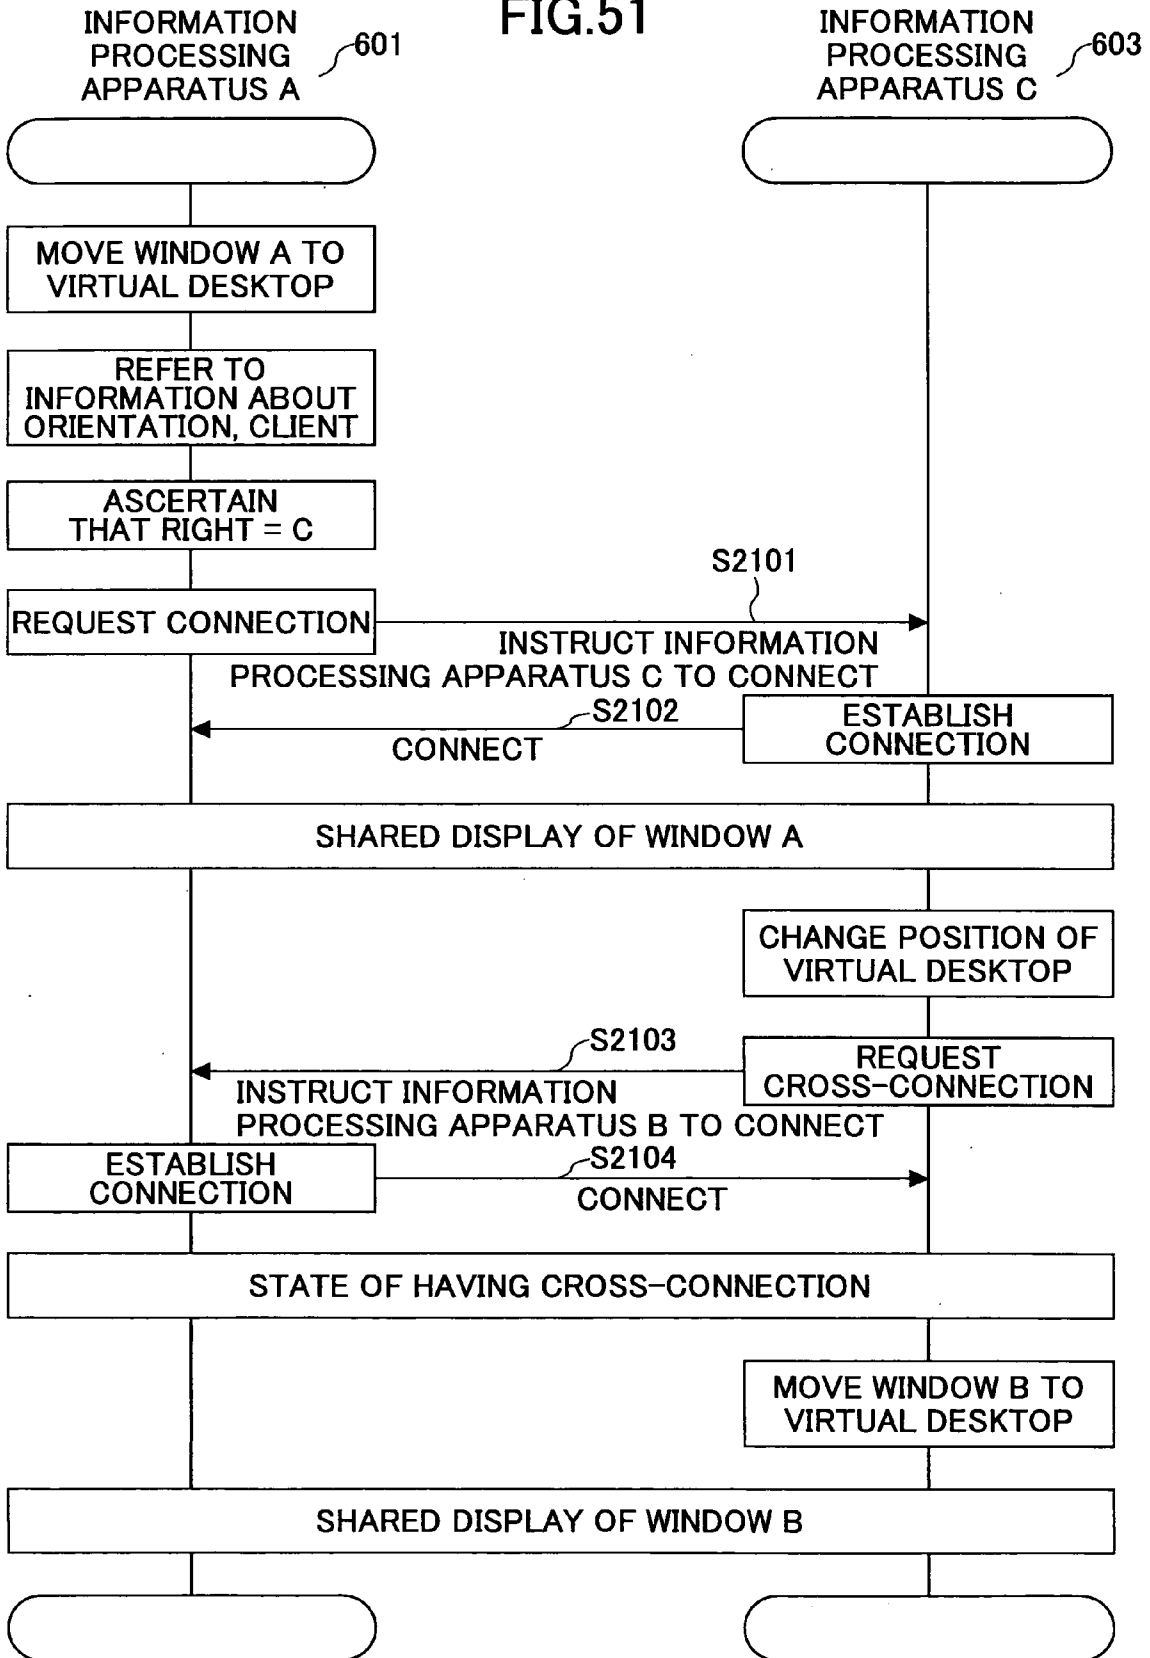 FIG.51
INFORMATION
PROCESSING
APPARATUS A
601
INFORMATION
PROCESSING
APPARATUS C
603
MOVE WINDOW A TO
VIRTUAL DESKTOP
REFER TO
INFORMATION ABOUT
ORIENTATION, CLIENT
ASCERTAIN
THAT RIGHT = C
REQUEST CONNECTION
S2101
INSTRUCT INFORMATION
PROCESSING APPARATUS C TO CONNECT
ESTABLISH
CONNECTION
S2102
CONNECT
SHARED DISPLAY OF WINDOW A
CHANGE POSITION OF
VIRTUAL DESKTOP
REQUEST
CROSS-CONNECTION
S2103
INSTRUCT INFORMATION
PROCESSING APPARATUS B TO CONNECT
ESTABLISH
CONNECTION
S2104
CONNECT
STATE OF HAVING CROSS-CONNECTION
MOVE WINDOW B TO
VIRTUAL DESKTOP
SHARED DISPLAY OF WINDOW B